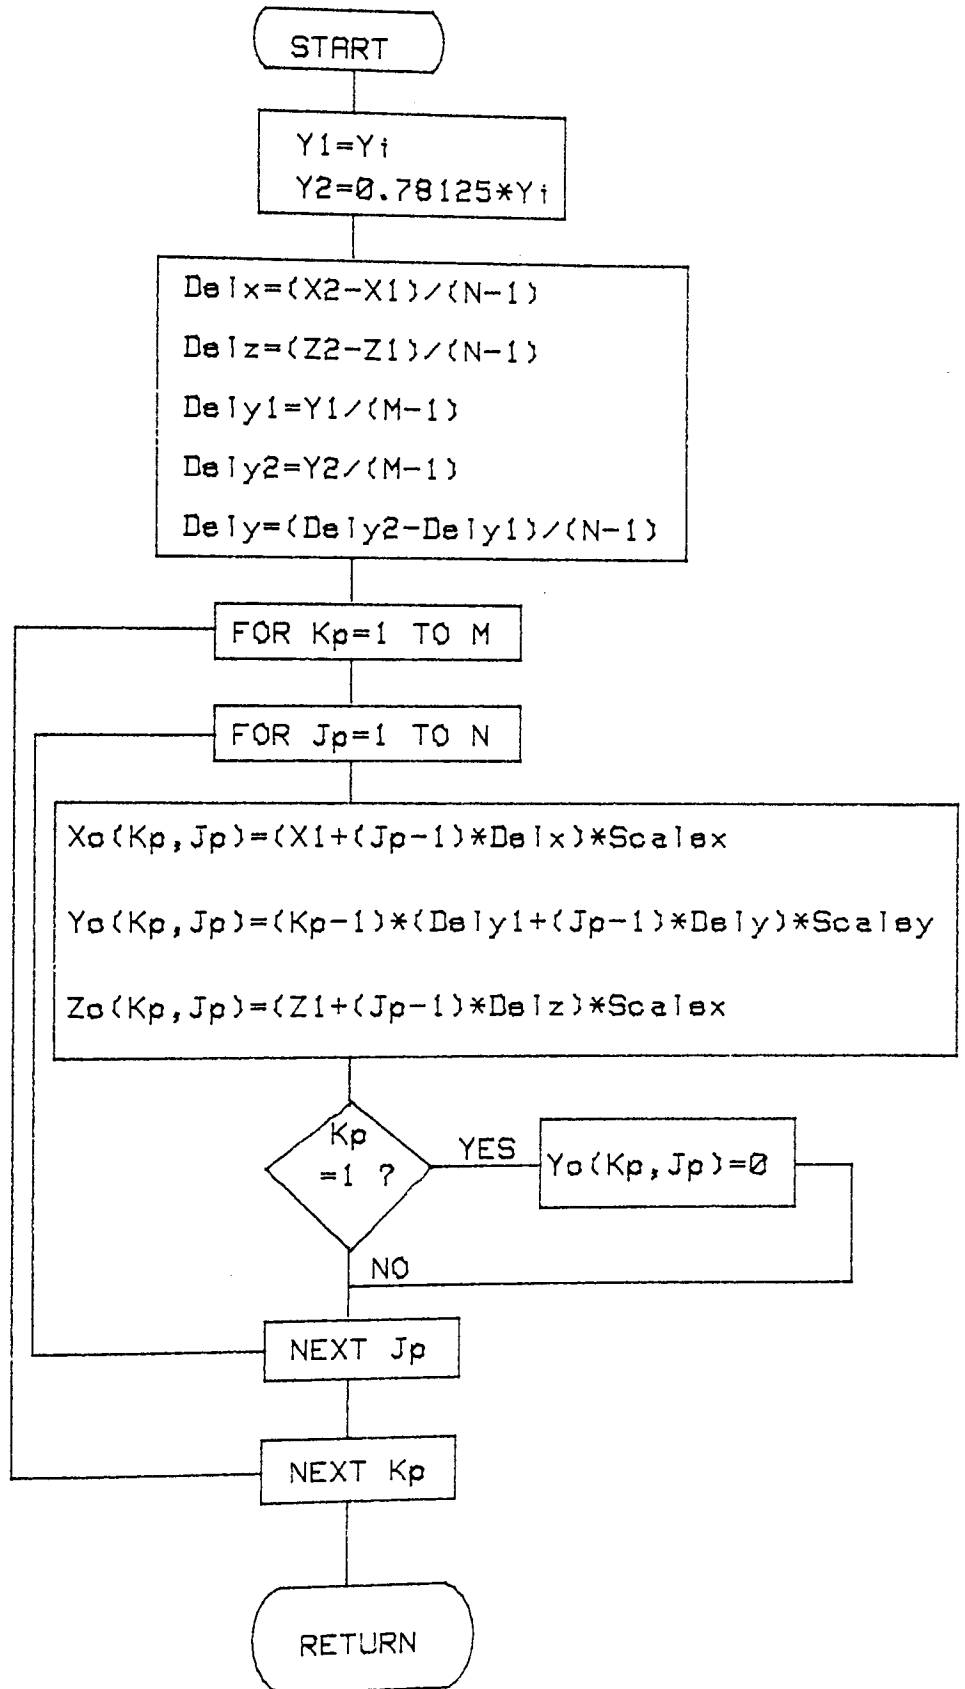 START
Y1=Yi
Y2=0.78125*Yi
Delx=(X2-X1)/(N-1)
Delz=(Z2-Z1)/(N-1)
Dely1=Y1/(M-1)
Dely2=Y2/(M-1)
Dely=(Dely2-Dely1)/(N-1)
FOR Kp=1 TO M
FOR Jp=1 TO N
Xo(Kp,Jp)=(X1+(Jp-1)*Delx)*Scalex
Yo(Kp,Jp)=(Kp-1)*(Dely1+(Jp-1)*Dely)*Scaley
Zo(Kp,Jp)=(Z1+(Jp-1)*Delz)*Scalex
Kp
=1 ?
YES
Yo(Kp,Jp)=0
NO
NEXT Jp
NEXT Kp
RETURN